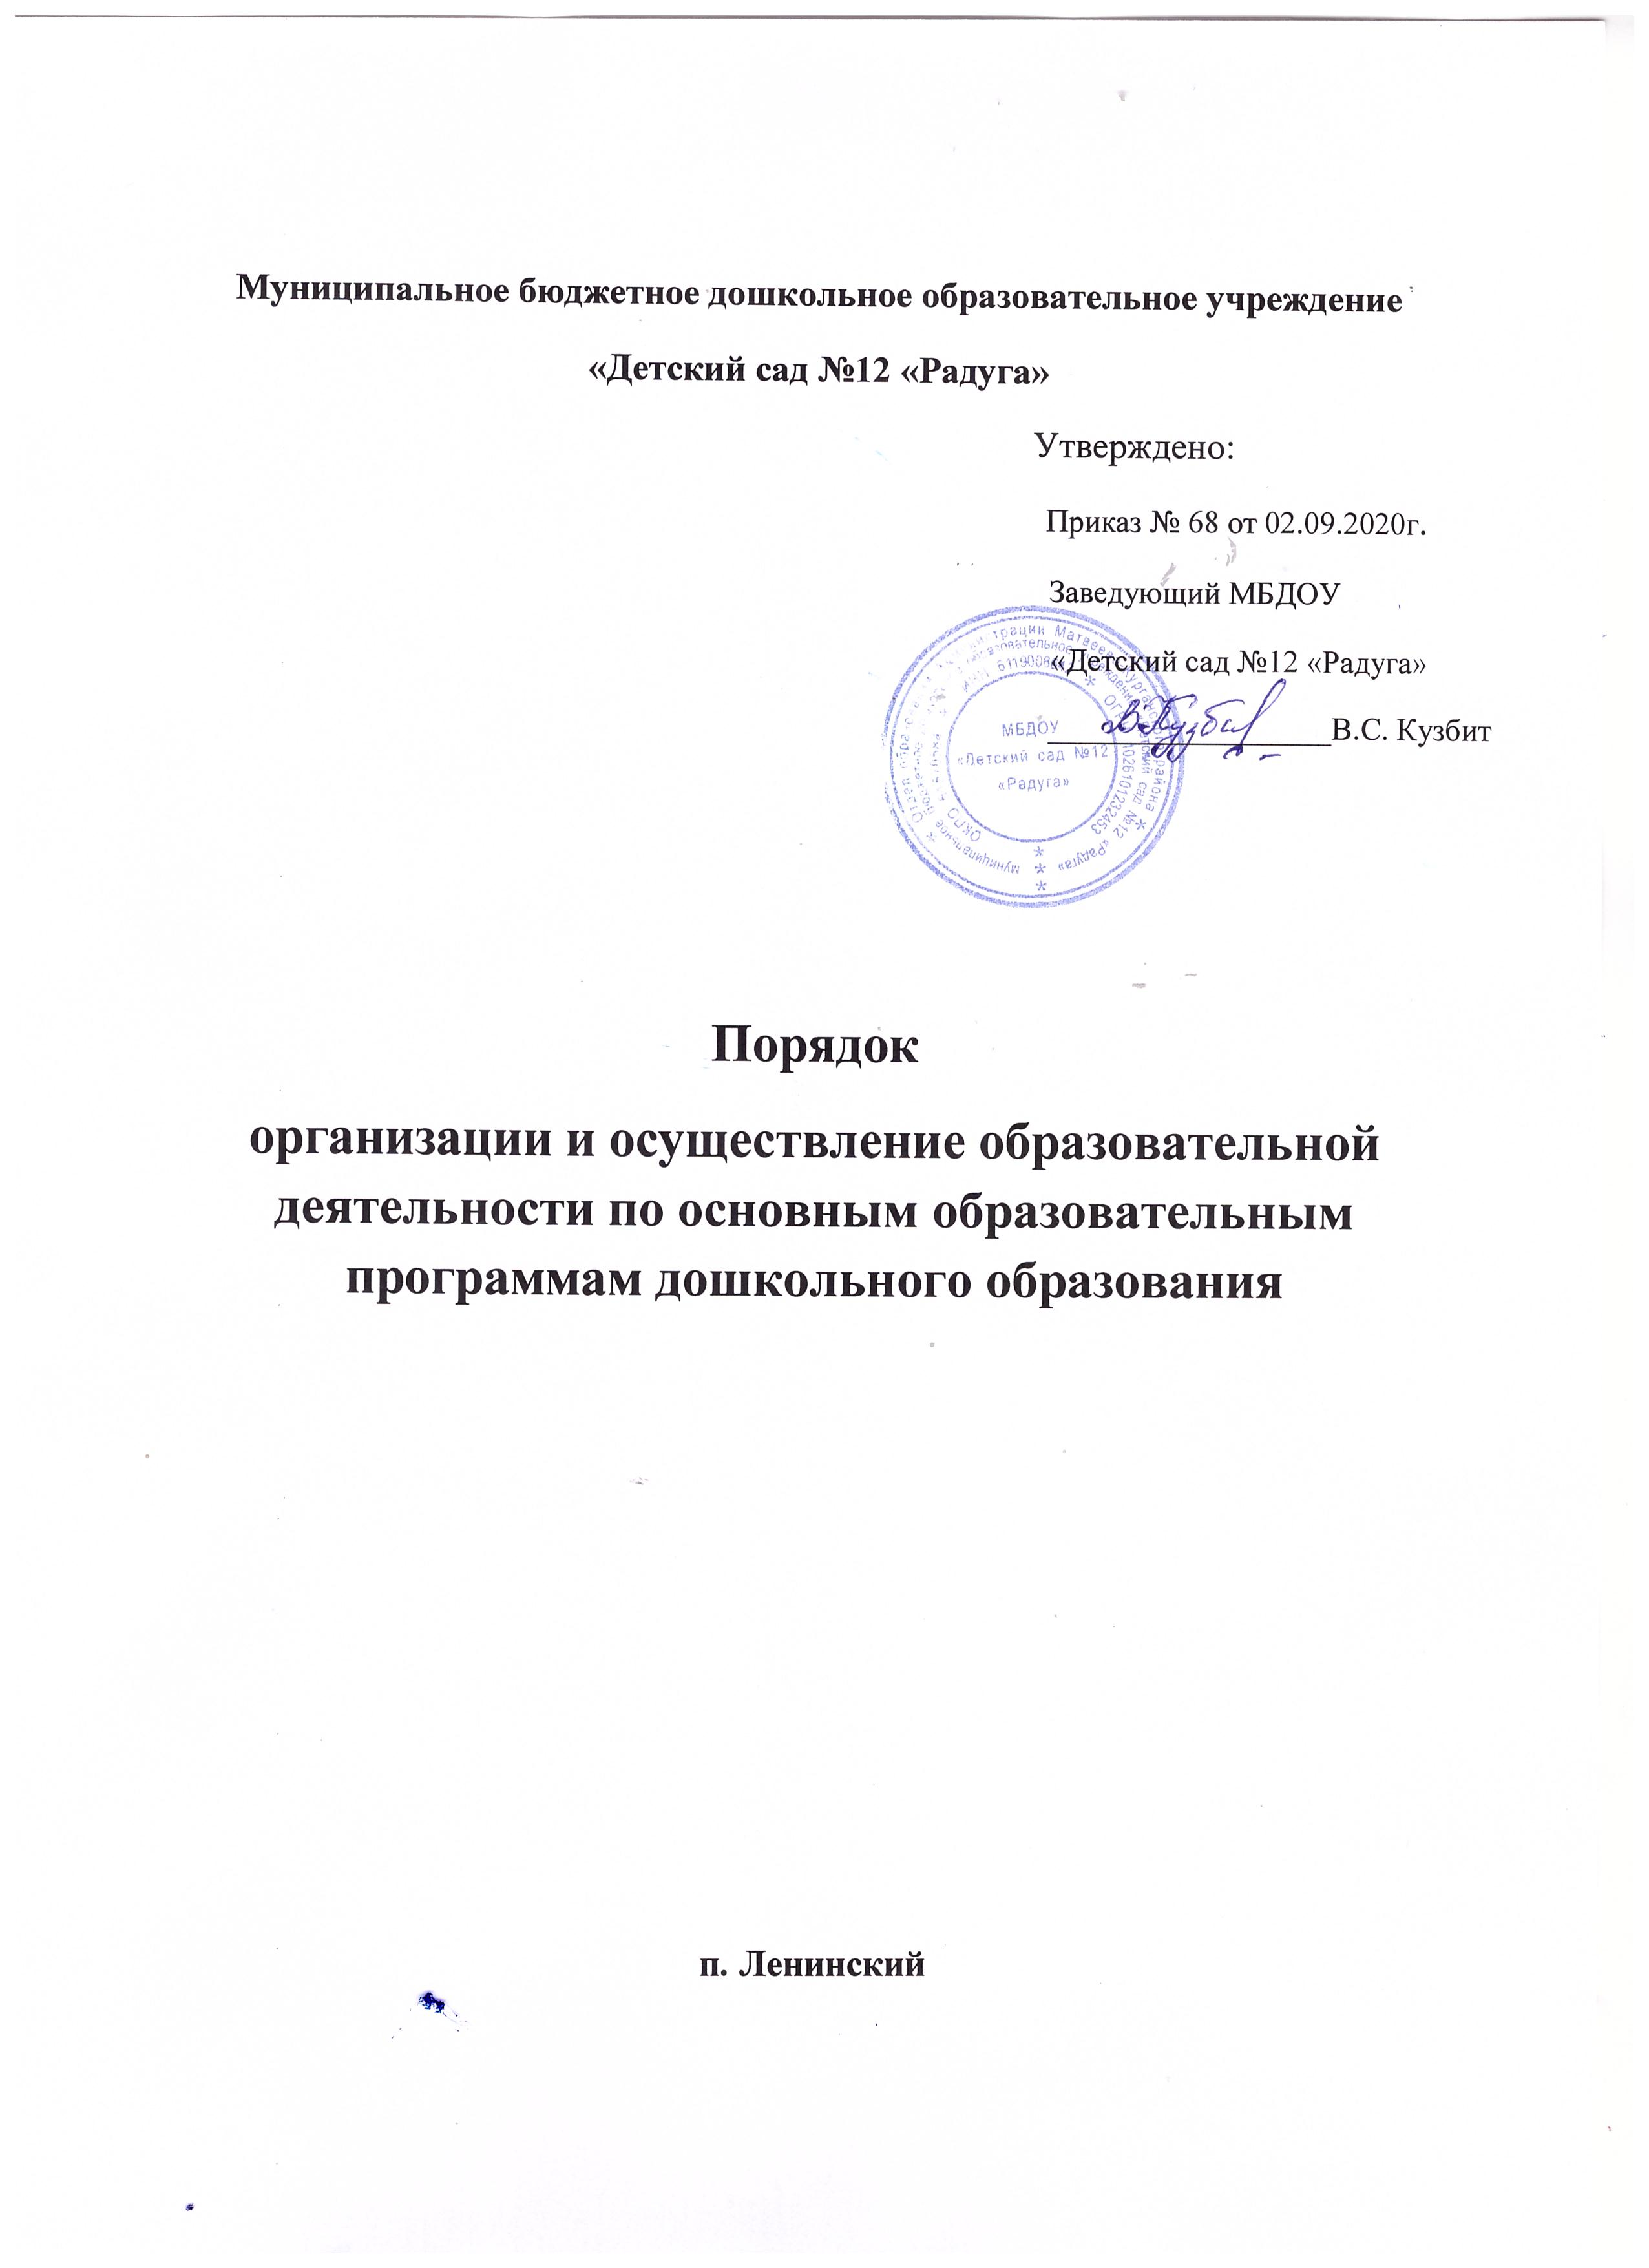 Муниципальное бюджетное дошкольное образовательное учреждение
«Детский сад №12 «Радуга»
Утверждено:
Приказ № 68 от 02.09.2020г.
Заведующий МБДОУ
«Детский сад №12 «Радуга»
В.С. Кузбит
МБДОУ
«Детский сад №12
«Радуга»
Порядок
организации и осуществление образовательной
деятельности по основным образовательным
программам дошкольного образования
п. Ленинский